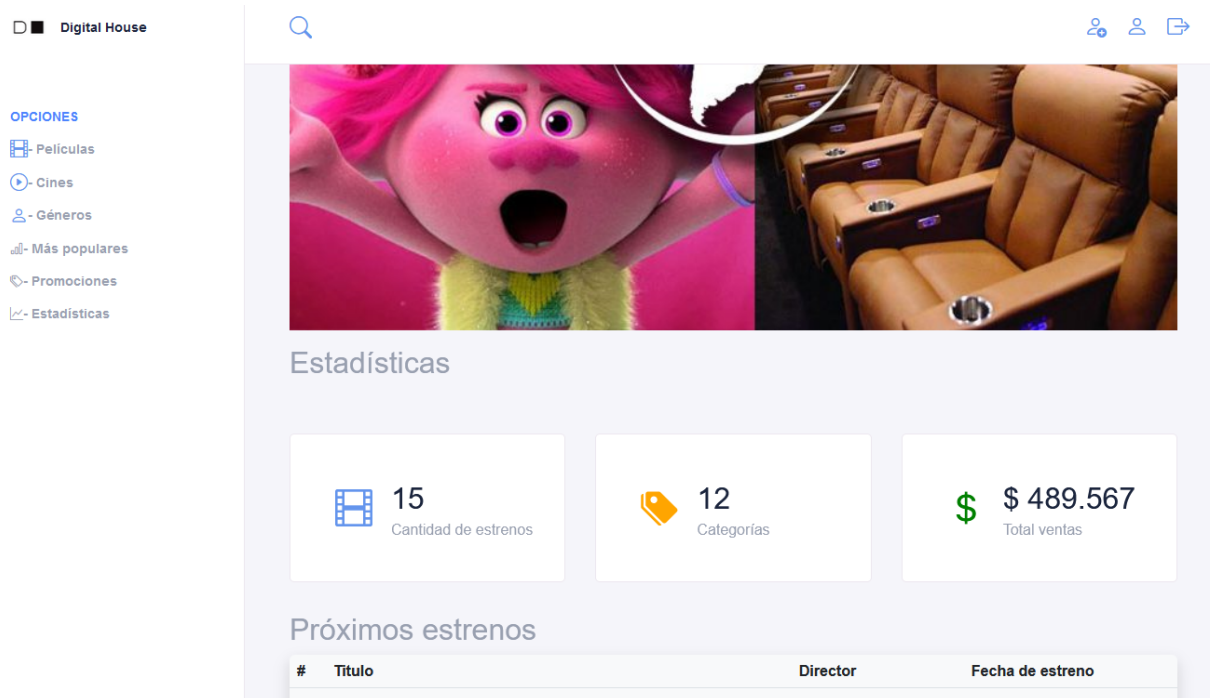 Digital House
OPCIONES
- Películas
- Cines
- Géneros
- Más populares
- Promociones
- Estadísticas
Estadísticas
15
Cantidad de estrenos
12
Categorías
$ 489.567
Total ventas
Próximos estrenos
# Titulo Director Fecha de estreno